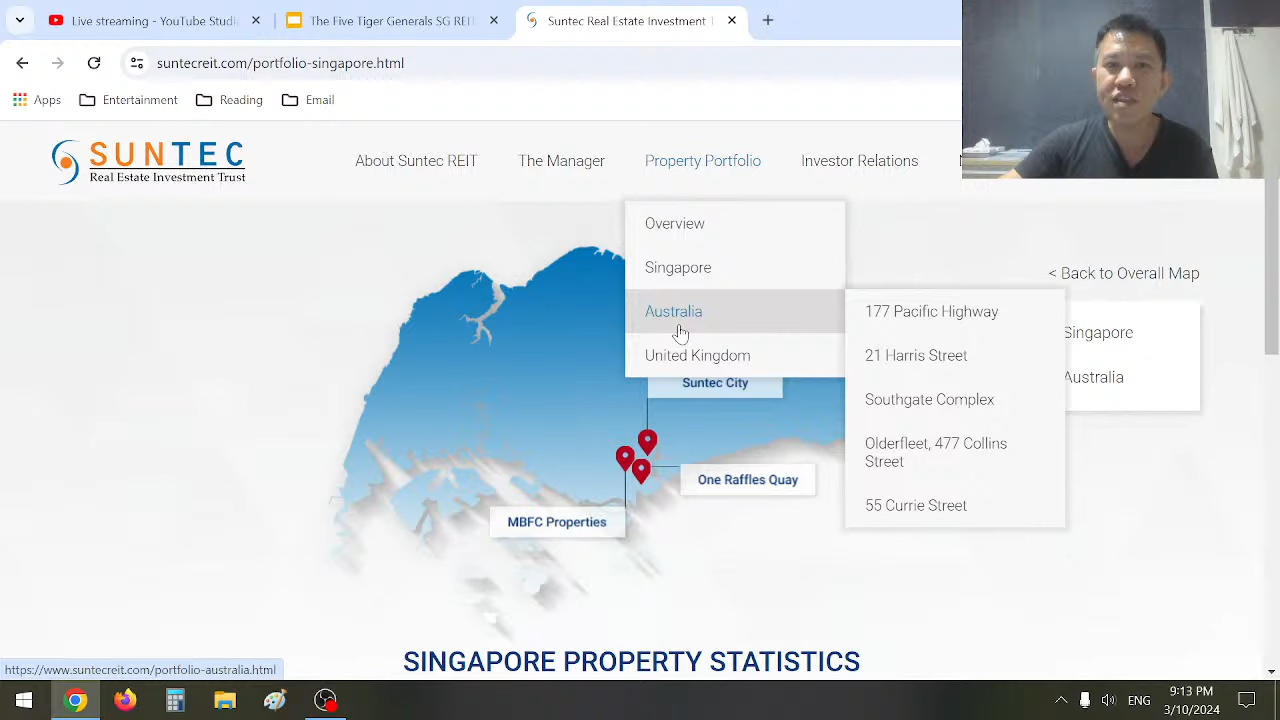 Live streaming - YouTube Studi
The Five Tiger Generals SG REIT
Suntec Real Estate Investment
suntecreit.com/portfolio-singapore.html
Apps
Entertainment
Reading
Email
SUNTEC
Real Estate Investment Trust
About Suntec REIT
The Manager
Property Portfolio
Investor Relations
Overview
Singapore
Australia
United Kingdom
177 Pacific Highway
21 Harris Street
Southgate Complex
Olderfleet, 477 Collins
Street
55 Currie Street
< Back to Overall Map
Singapore
Australia
Suntec City
One Raffles Quay
MBFC Properties
SINGAPORE PROPERTY STATISTICS
https://www.suntecreit.com/portfolio-australia.html
ENG
9:13 PM
3/10/2024